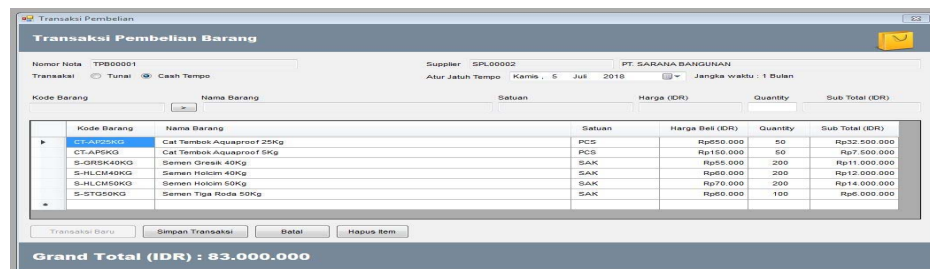 Transaksi Pembelian
Transaksi Pembelian Barang
Nomor Nota TPB00001 Supplier SPL00002 PT. SARANA BANGUNAN
Transaksi Tunai Cash Tempo Atur Jatuh Tempo Kamis , 5 Juli 2018 Jangka waktu : 1 Bulan
Kode Barang Nama Barang Satuan Harga (IDR) Quantity Sub Total (IDR)
Kode Barang Nama Barang Satuan Harga Beli (IDR) Quantity Sub Total (IDR)
CT-AP25KG Cat Tembok Aquaproof 25Kg PCS Rp650.000 50 Rp32.500.000
CT-AP5KG Cat Tembok Aquaproof 5Kg PCS Rp150.000 50 Rp7.500.000
S-GRSK40KG Semen Gresik 40Kg SAK Rp55.000 200 Rp11.000.000
S-HLCM40KG Semen Holcim 40Kg SAK Rp60.000 200 Rp12.000.000
S-HLCM50KG Semen Holcim 50Kg SAK Rp70.000 200 Rp14.000.000
S-STG50KG Semen Tiga Roda 50Kg SAK Rp60.000 100 Rp6.000.000
Transaksi Baru Simpan Transaksi Batal Hapus Item
Grand Total (IDR) : 83.000.000